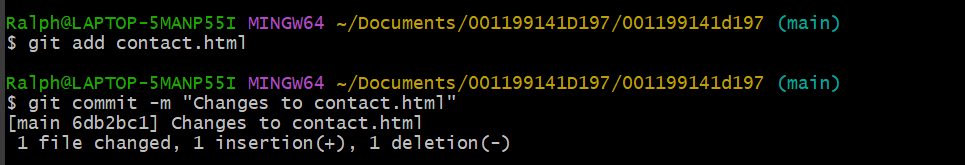 Ralph@LAPTOP-5MANP55I MINGW64 ~/Documents/001199141D197/001199141d197 (main)
$ git add contact.html
Ralph@LAPTOP-5MANP55I MINGW64 ~/Documents/001199141D197/001199141d197 (main)
$ git commit -m "Changes to contact.html"
[main 6db2bc1] Changes to contact.html
 1 file changed, 1 insertion(+), 1 deletion(-)